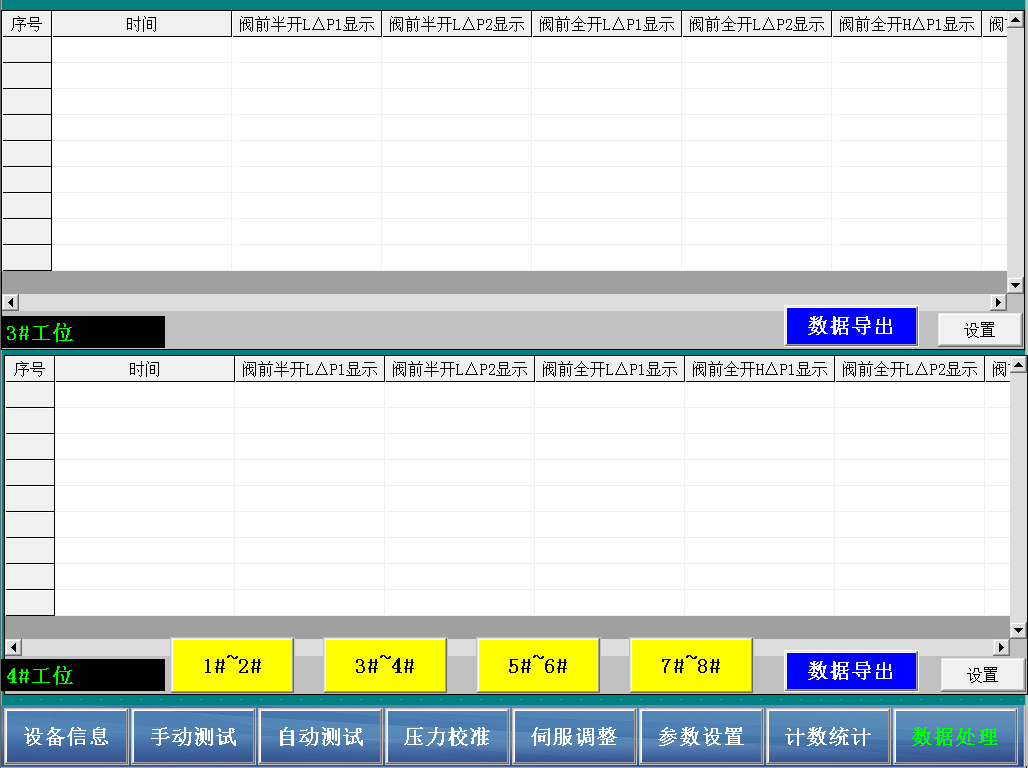 序号 时间 阀前半开L△P1显示 阀前半开L△P2显示 阀前全开L△P1显示 阀前全开L△P2显示 阀前全开H△P1显示 阀
3#工位 数据导出 设置
序号 时间 阀前半开L△P1显示 阀前半开L△P2显示 阀前全开L△P1显示 阀前全开H△P1显示 阀前全开L△P2显示 阀
4#工位 1#~2# 3#~4# 5#~6# 7#~8# 数据导出 设置
设备信息 手动测试 自动测试 压力校准 伺服调整 参数设置 计数统计 数据处理